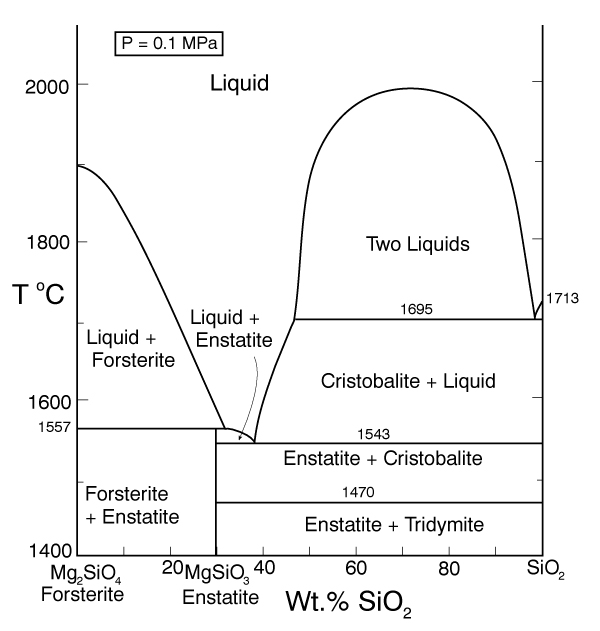 P = 0.1 MPa
Liquid
2000
1800
T °C
Two Liquids
1713
1695
Liquid +
Enstatite
Liquid +
Forsterite
Cristobalite + Liquid
1600
1557
1543
Enstatite + Cristobalite
1470
Forsterite
+ Enstatite
Enstatite + Tridymite
1400
Mg₂SiO₄
Forsterite
20
MgSiO₃
Enstatite
40
60
80
SiO₂
Wt.% SiO₂